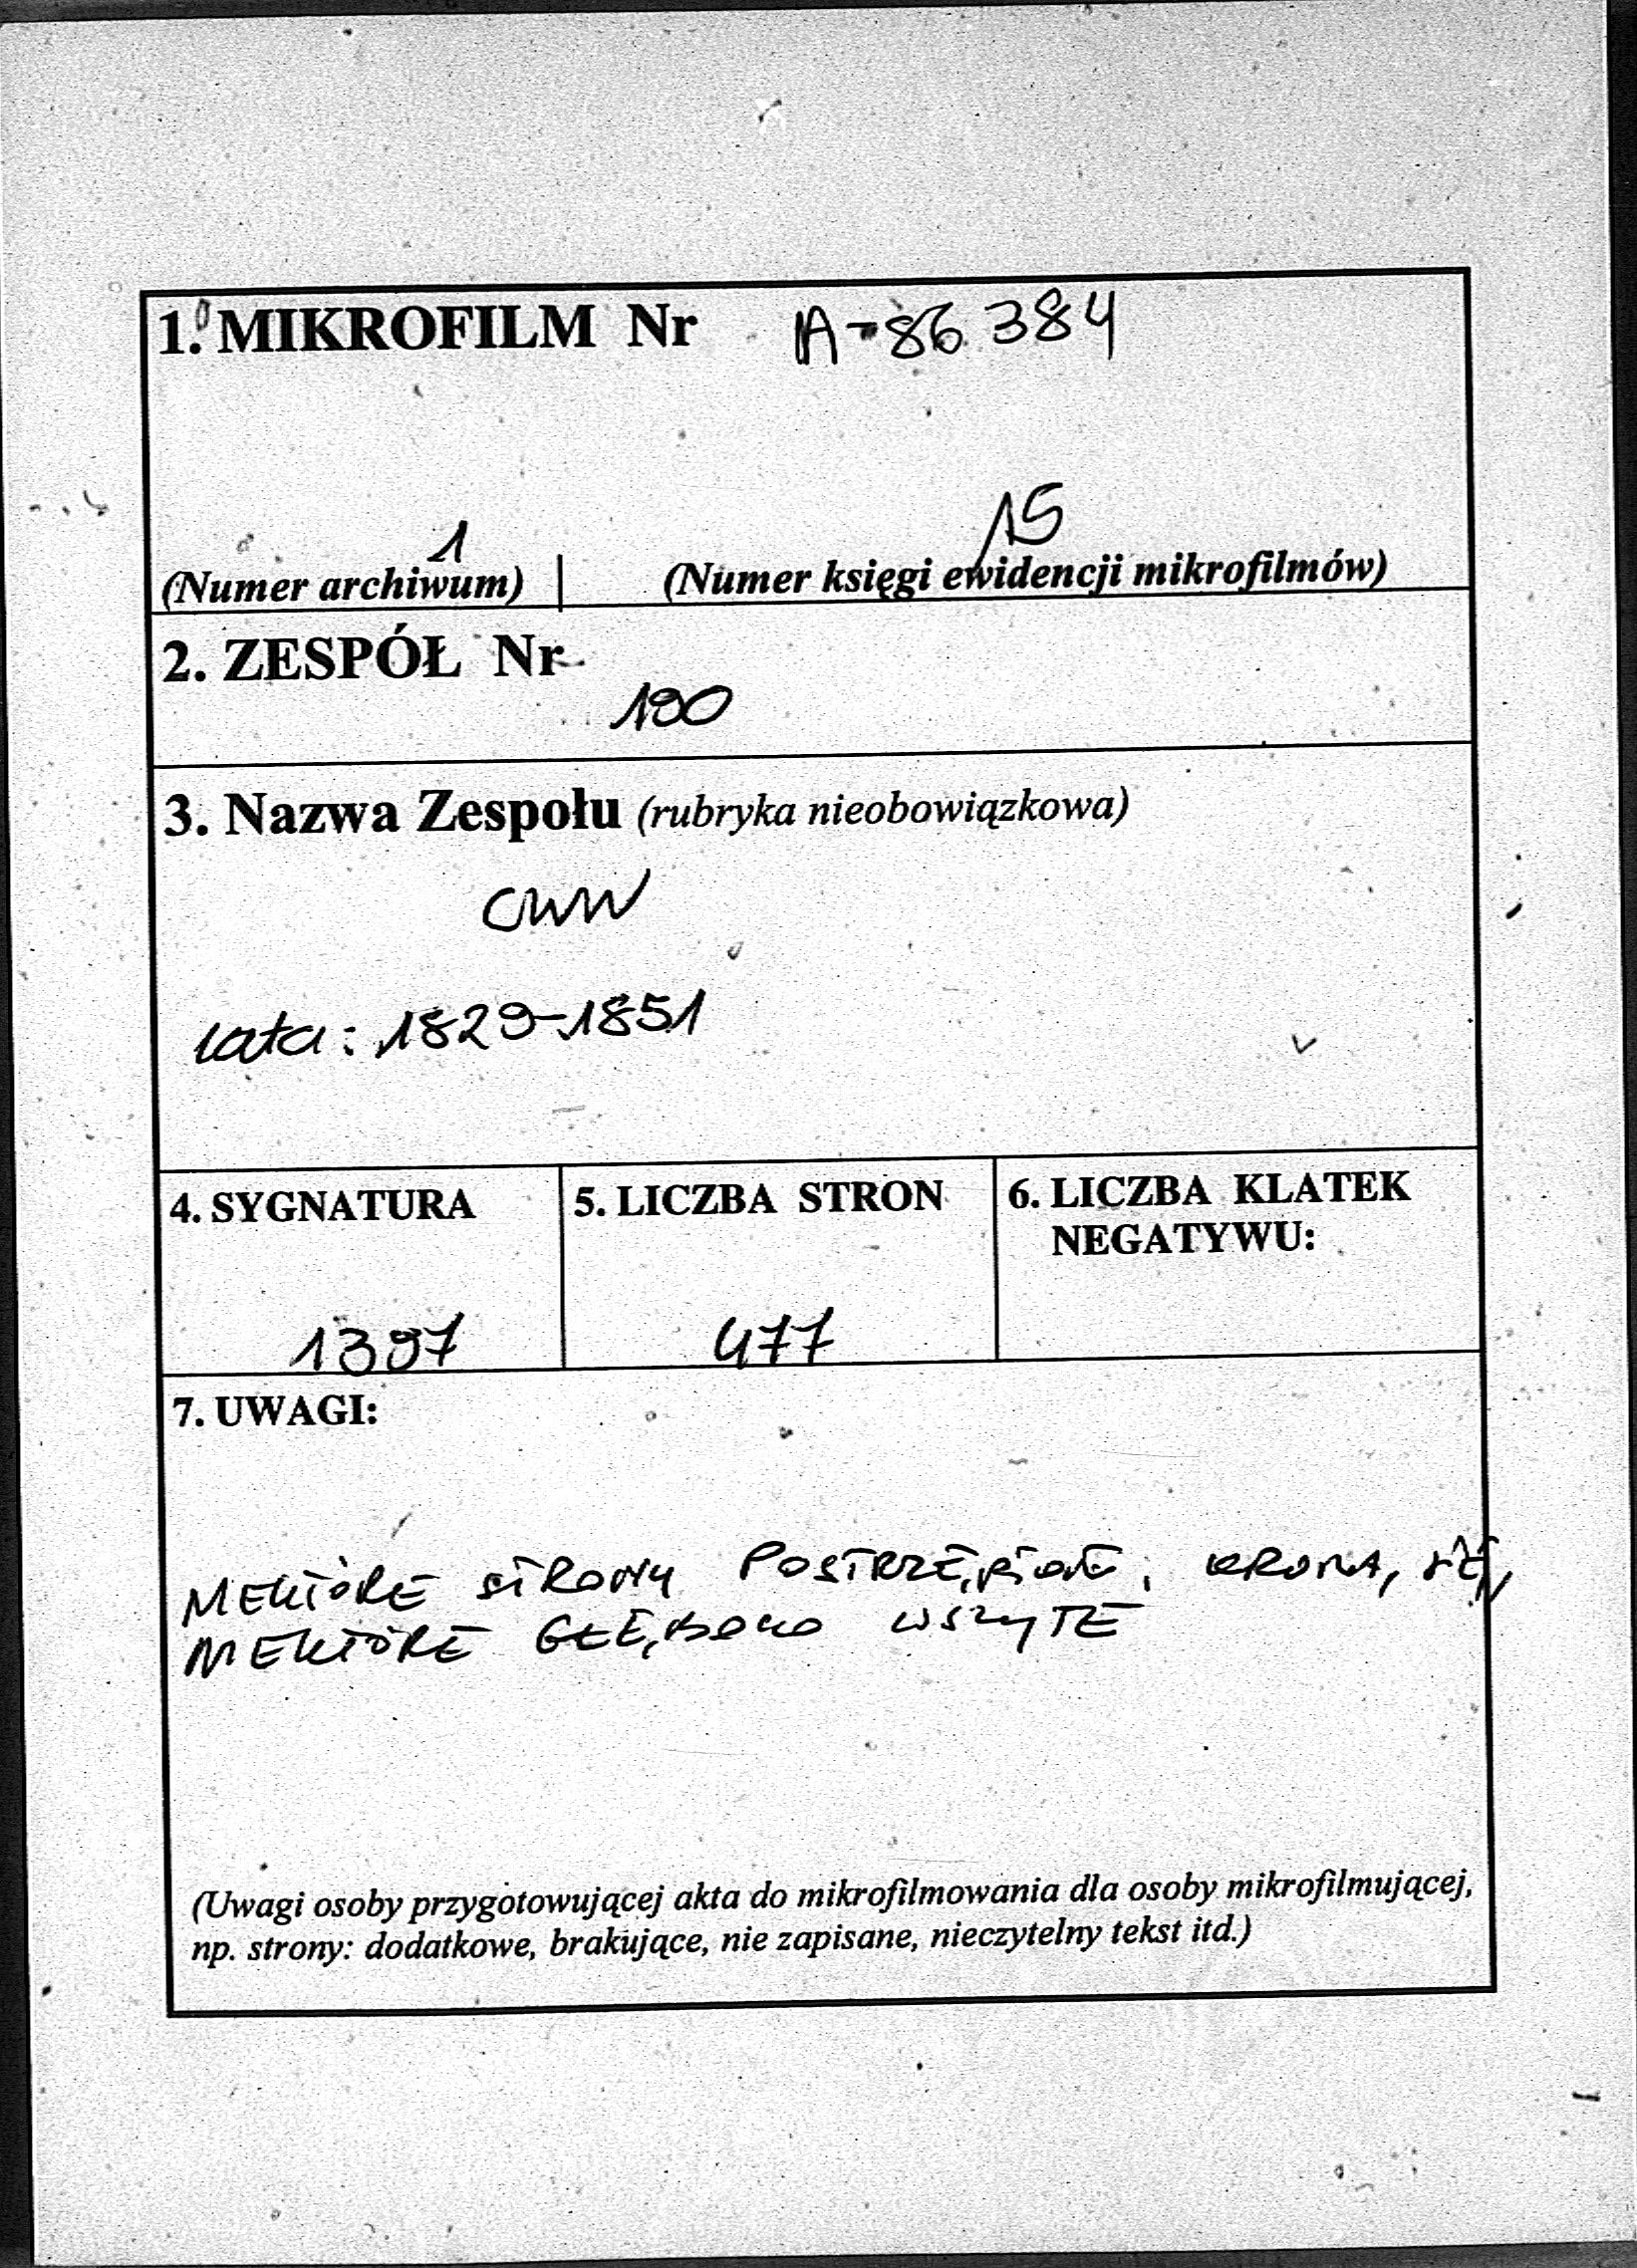 1. MIKROFILM Nr A-86 384
1 15
(Numer archiwum) | (Numer księgi ewidencji mikrofilmów)
2. ZESPÓŁ Nr
190
3. Nazwa Zespołu (rubryka nieobowiązkowa)
CWW
lata: 1829-1851
4. SYGNATURA 5. LICZBA STRON 6. LICZBA KLATEK
NEGATYWU:
1397 477
7. UWAGI:
NIEKTÓRE STRONY POSTRZĘPIONE, KRUSZĄ SIĘ,
NIEKTÓRE GŁĘBOKO WSZYTE
(Uwagi osoby przygotowującej akta do mikrofilmowania dla osoby mikrofilmującej,
np. strony: dodatkowe, brakujące, nie zapisane, nieczytelny tekst itd.)